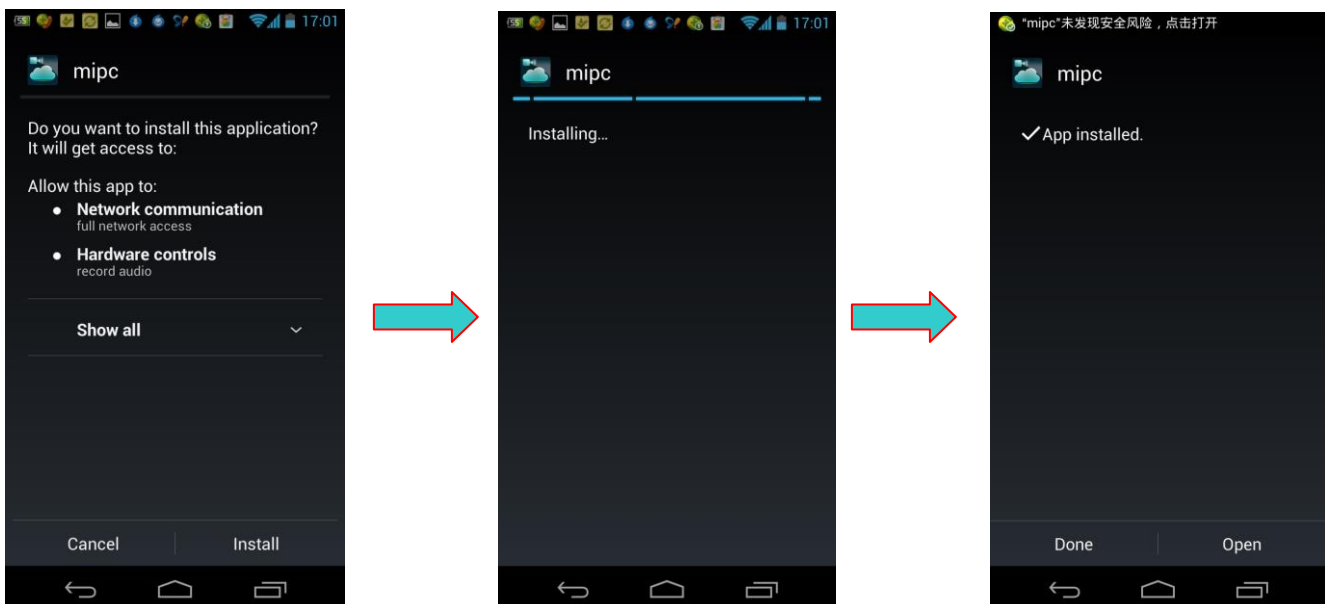 17:01
mipc
Do you want to install this application?
It will get access to:
Allow this app to:
Network communication
full network access
Hardware controls
record audio
Show all
Cancel
Install
17:01
mipc
Installing...
"mipc"未发现安全风险，点击打开
mipc
App installed.
Done
Open